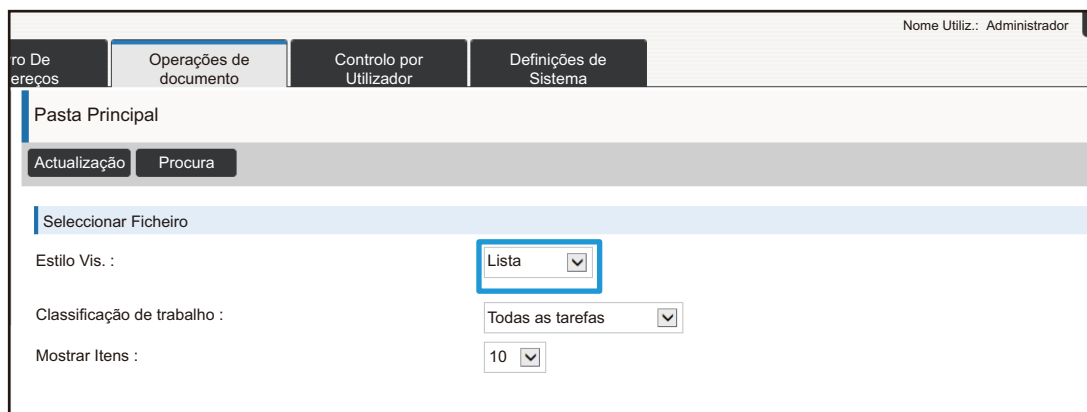 Nome Utiliz.: Administrador
ro De
ereços
Operações de
documento
Controlo por
Utilizador
Definições de
Sistema
Pasta Principal
Actualização
Procura
Seleccionar Ficheiro
Estilo Vis. :
Lista
Classificação de trabalho :
Todas as tarefas
Mostrar Itens :
10